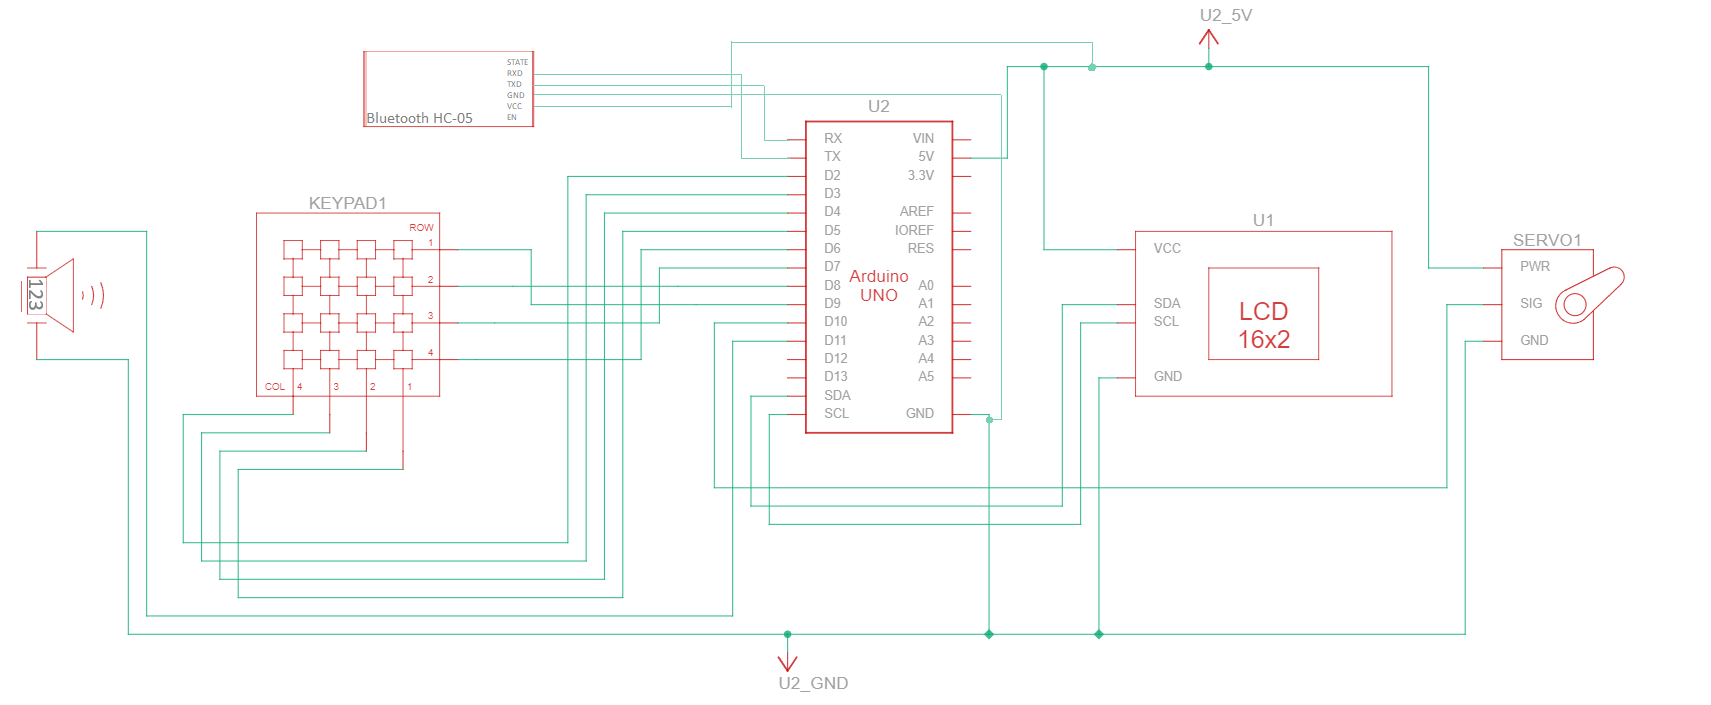 U2_5V
STATE
RXD
TXD
GND
VCC
EN
Bluetooth HC-05
U2
RX
TX
D2
D3
D4
D5
D6
D7
D8
D9
D10
D11
D12
D13
SDA
SCL
VIN
5V
3.3V
AREF
IOREF
RES
A0
A1
A2
A3
A4
A5
GND
Arduino
UNO
KEYPAD1
ROW
1
2
3
4
COL 4 3 2 1
123
U1
VCC
SDA
SCL
GND
LCD
16x2
SERVO1
PWR
SIG
GND
U2_GND